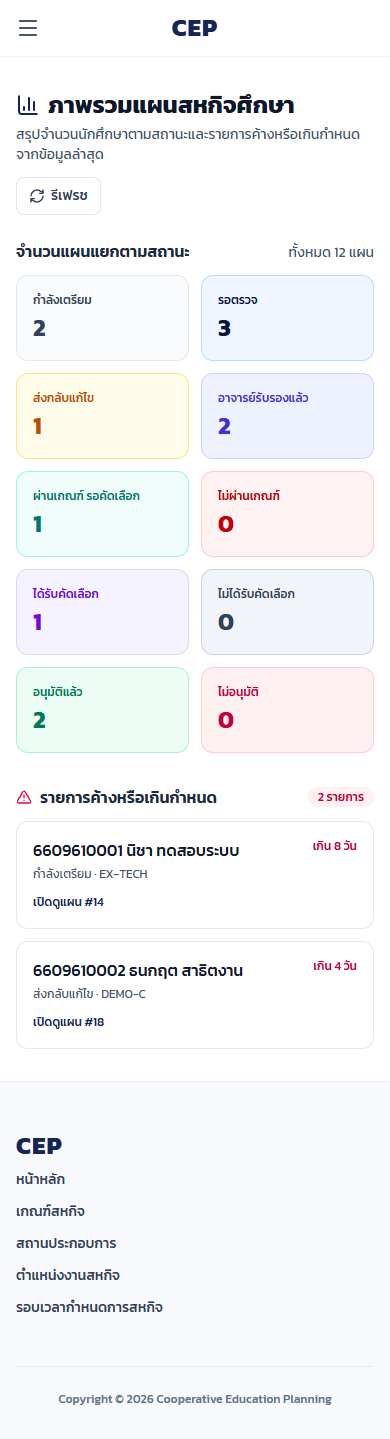 CEP
ภาพรวมแผนสหกิจศึกษา
สรุปจำนวนนักศึกษาตามสถานะและรายการค้างหรือเกินกำหนด
จากข้อมูลล่าสุด
รีเฟรช
จำนวนแผนแยกตามสถานะ
ทั้งหมด 12 แผน
กำลังเตรียม
2
รอตรวจ
3
ส่งกลับแก้ไข
1
อาจารย์รับรองแล้ว
2
ผ่านเกณฑ์ รอคัดเลือก
1
ไม่ผ่านเกณฑ์
0
ได้รับคัดเลือก
1
ไม่ได้รับคัดเลือก
0
อนุมัติแล้ว
2
ไม่อนุมัติ
0
รายการค้างหรือเกินกำหนด
2 รายการ
6609610001 นิชา ทดสอบระบบ
เกิน 8 วัน
กำลังเตรียม · EX-TECH
เปิดดูแผน #14
6609610002 ธนกฤต สาธิตงาน
เกิน 4 วัน
ส่งกลับแก้ไข · DEMO-C
เปิดดูแผน #18
CEP
หน้าหลัก
เกณฑ์สหกิจ
สถานประกอบการ
ตำแหน่งงานสหกิจ
รอบเวลากำหนดการสหกิจ
Copyright © 2026 Cooperative Education Planning